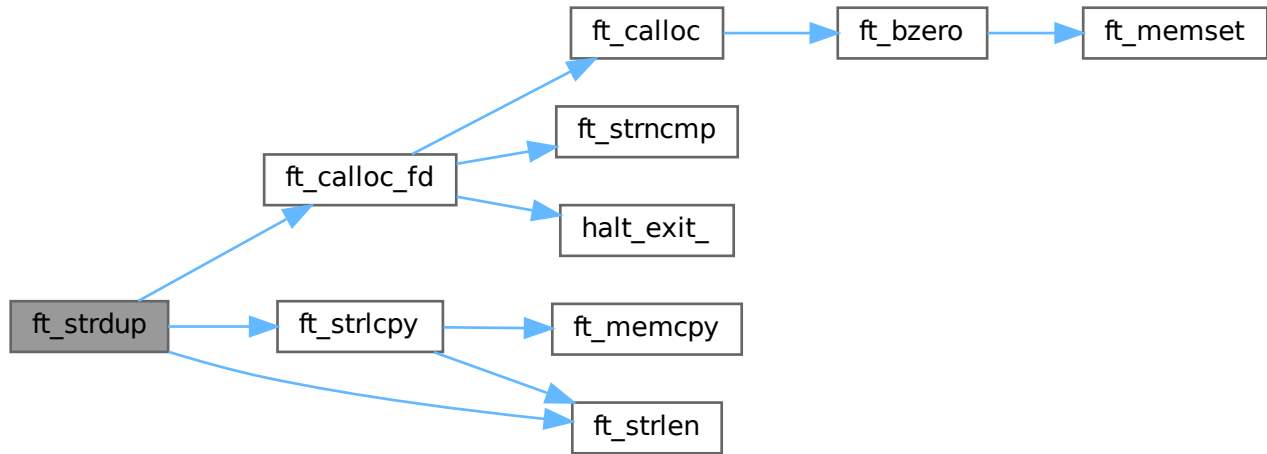 ft_calloc
ft_bzero
ft_memset
ft_strncmp
ft_calloc_fd
halt_exit_
ft_strdup
ft_strlcpy
ft_memcpy
ft_strlen